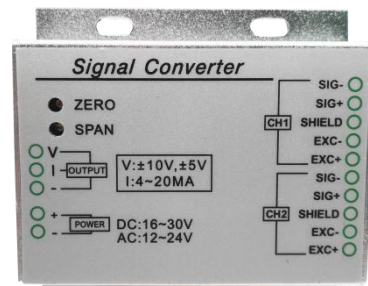 Signal Converter
ZERO
SPAN
V
I
-
OUTPUT
V:±10V,±5V
I:4~20MA
+
-
POWER
DC:16~30V
AC:12~24V
CH1
SIG-
SIG+
SHIELD
EXC-
EXC+
CH2
SIG-
SIG+
SHIELD
EXC-
EXC+